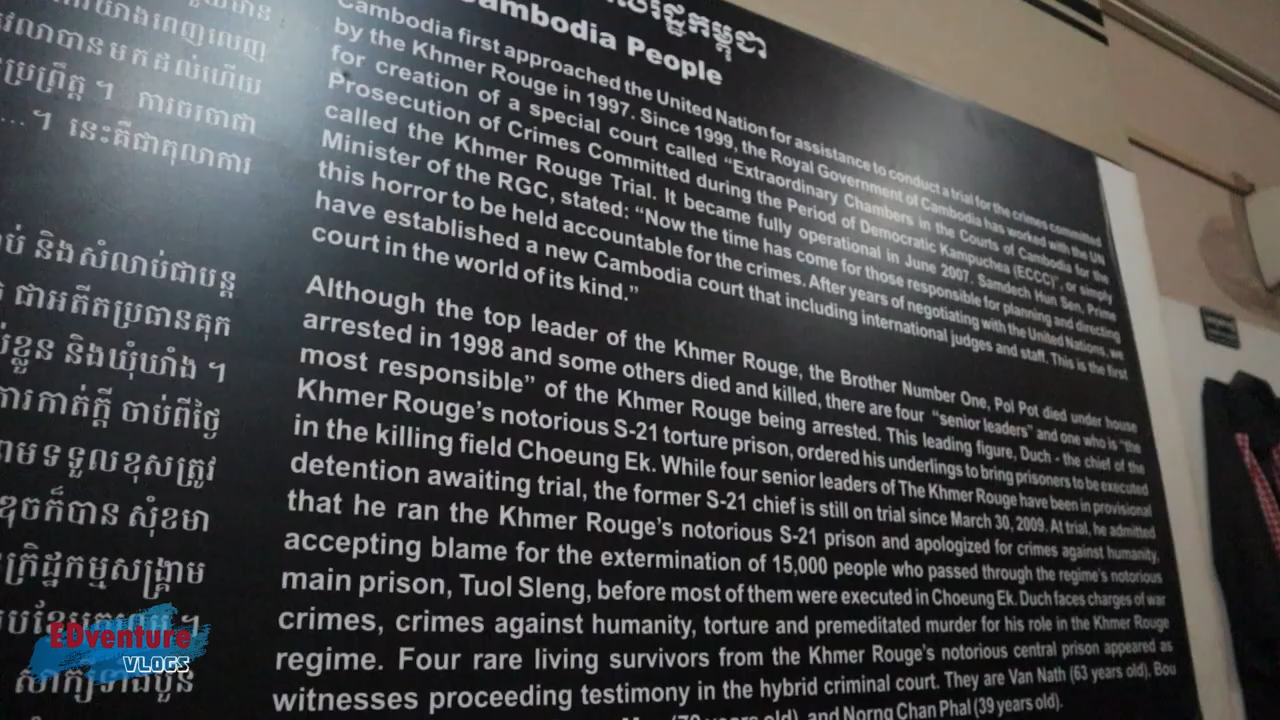 Cambodia People
Cambodia first approached the United Nation for assistance to conduct a trial for the crimes committed
by the Khmer Rouge in 1997. Since 1999, the Royal Government of Cambodia has worked with the UN
for creation of a special court called “Extraordinary Chambers in the Courts of Cambodia for the
Prosecution of Crimes Committed during the Period of Democratic Kampuchea (ECCC)”, or simply
called the Khmer Rouge Trial. It became fully operational in June 2007. Samdech Hun Sen, Prime
Minister of the RGC, stated: “Now the time has come for those responsible for planning and directing
this horror to be held accountable for the crimes. After years of negotiating with the United Nations, we
have established a new Cambodia court that including international judges and staff. This is the first
court in the world of its kind.”
Although the top leader of the Khmer Rouge, the Brother Number One, Pol Pot died under house
arrested in 1998 and some others died and killed, there are four “senior leaders” and one who is “the
most responsible” of the Khmer Rouge being arrested. This leading figure, Duch - the chief of the
Khmer Rouge’s notorious S-21 torture prison, ordered his underlings to bring prisoners to be executed
in the killing field Choeung Ek. While four senior leaders of The Khmer Rouge have been in provisional
detention awaiting trial, the former S-21 chief is still on trial since March 30, 2009. At trial, he admitted
that he ran the Khmer Rouge’s notorious S-21 prison and apologized for crimes against humanity,
accepting blame for the extermination of 15,000 people who passed through the regime’s notorious
main prison, Tuol Sleng, before most of them were executed in Choeung Ek. Duch faces charges of war
crimes, crimes against humanity, torture and premeditated murder for his role in the Khmer Rouge
regime. Four rare living survivors from the Khmer Rouge’s notorious central prison appeared as
witnesses proceeding testimony in the hybrid criminal court. They are Van Nath (63 years old), Bou
and Norng Chan Phal (39 years old).
លាបានមកដល់ហើយ
ប្រព្រឹត្ត ។ ការចរចាជា
.... ។ នេះគឺជាតុលាការ
និងសំលាប់ជាបន្ត
ជាអតីតប្រធានគុក
ខ្លួន និងឃុំឃាំង ។
ការកាត់ក្តី ចាប់ពីថ្ងៃ
ទទួលខុសត្រូវ
ឌុចក៏បាន សុំខមា
ក្រិដ្ឋកម្មសង្គ្រាម
EDventure
VLOGS